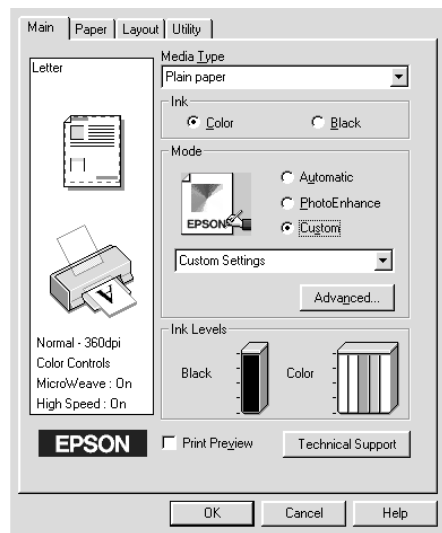 Main Paper Layout Utility
Letter
Media Type
Plain paper
Ink
Color Black
Mode
EPSON
Automatic
PhotoEnhance
Custom
Custom Settings
Advanced...
A
Normal - 360dpi
Color Controls
MicroWeave : On
High Speed : On
Ink Levels
Black Color
EPSON
Print Preview Technical Support
OK Cancel Help